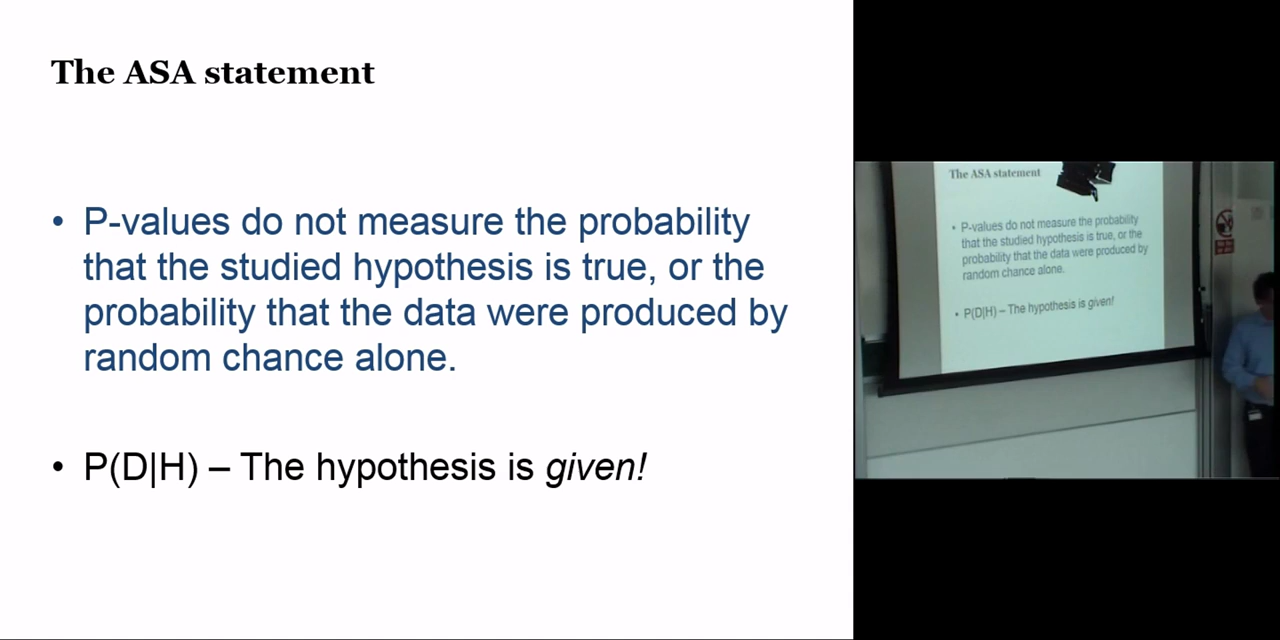 The ASA statement
• P-values do not measure the probability
that the studied hypothesis is true, or the
probability that the data were produced by
random chance alone.
• P(D|H) – The hypothesis is given!
The ASA statement
• P-values do not measure the probability
that the studied hypothesis is true, or the
probability that the data were produced by
random chance alone.
• P(D|H) – The hypothesis is given!